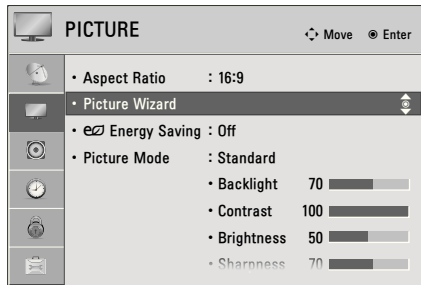 PICTURE Move Enter
• Aspect Ratio : 16:9
• Picture Wizard
• eco Energy Saving : Off
• Picture Mode : Standard
• Backlight 70
• Contrast 100
• Brightness 50
• Sharpness 70